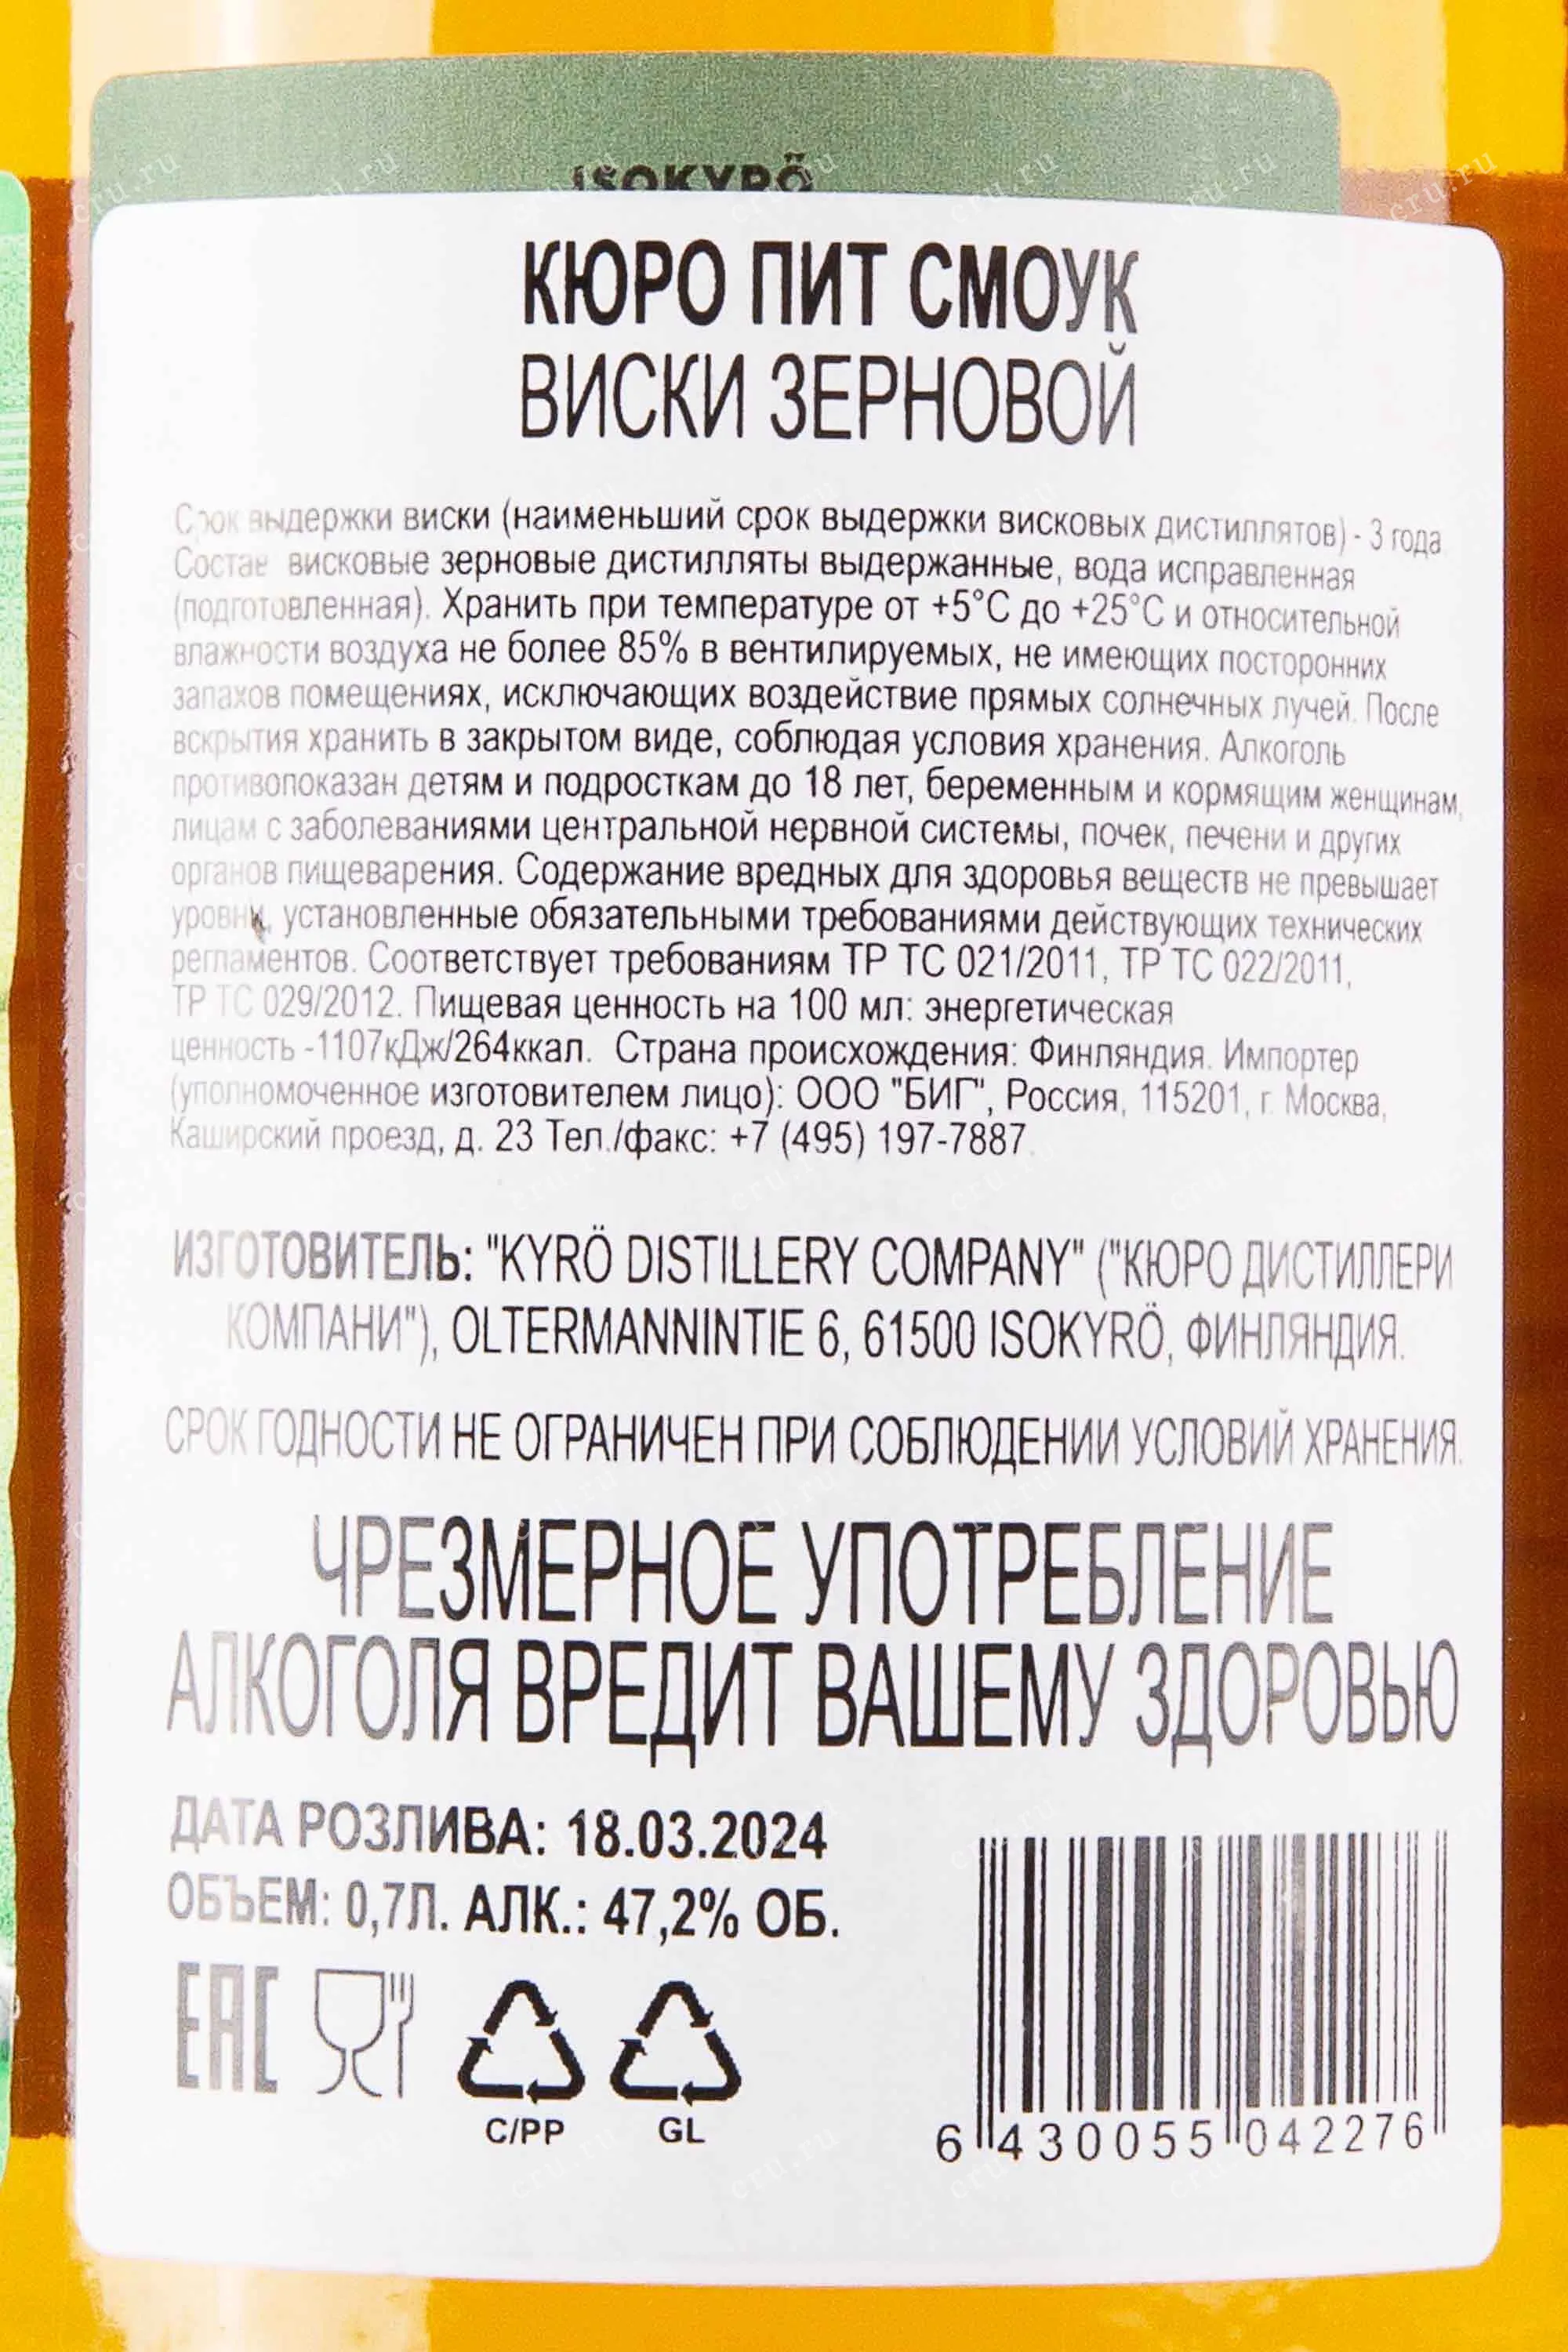 ISOKYRÖ
КЮРО ПИТ СМОУК
ВИСКИ ЗЕРНОВОЙ
Срок выдержки виски (наименьший срок выдержки висковых дистиллятов) - 3 года
Состав висковые зерновые дистилляты выдержанные, вода исправленная
(подготовленная). Хранить при температуре от +5°C до +25°C и относительной
влажности воздуха не более 85% в вентилируемых, не имеющих посторонних
запахов помещениях, исключающих воздействие прямых солнечных лучей. После
вскрытия хранить в закрытом виде, соблюдая условия хранения. Алкоголь
противопоказан детям и подросткам до 18 лет, беременным и кормящим женщинам,
лицам с заболеваниями центральной нервной системы, почек, печени и других
органов пищеварения. Содержание вредных для здоровья веществ не превышает
уровни, установленные обязательными требованиями действующих технических
регламентов. Соответствует требованиям ТР ТС 021/2011, ТР ТС 022/2011,
ТР ТС 029/2012. Пищевая ценность на 100 мл: энергетическая
ценность -1107кДж/264ккал. Страна происхождения: Финляндия. Импортер
(уполномоченное изготовителем лицо): ООО "БИГ", Россия, 115201, г. Москва,
Каширский проезд, д. 23 Тел./факс: +7 (495) 197-7887.
ИЗГОТОВИТЕЛЬ: "KYRÖ DISTILLERY COMPANY" ("КЮРО ДИСТИЛЛЕРИ
КОМПАНИ"), OLTERMANNINTIE 6, 61500 ISOKYRÖ, ФИНЛЯНДИЯ.
СРОК ГОДНОСТИ НЕ ОГРАНИЧЕН ПРИ СОБЛЮДЕНИИ УСЛОВИЙ ХРАНЕНИЯ.
ЧРЕЗМЕРНОЕ УПОТРЕБЛЕНИЕ
АЛКОГОЛЯ ВРЕДИТ ВАШЕМУ ЗДОРОВЬЮ
ДАТА РОЗЛИВА: 18.03.2024
ОБЪЕМ: 0,7Л. АЛК.: 47,2% ОБ.
EAC
C/PP GL
6 430055 042276